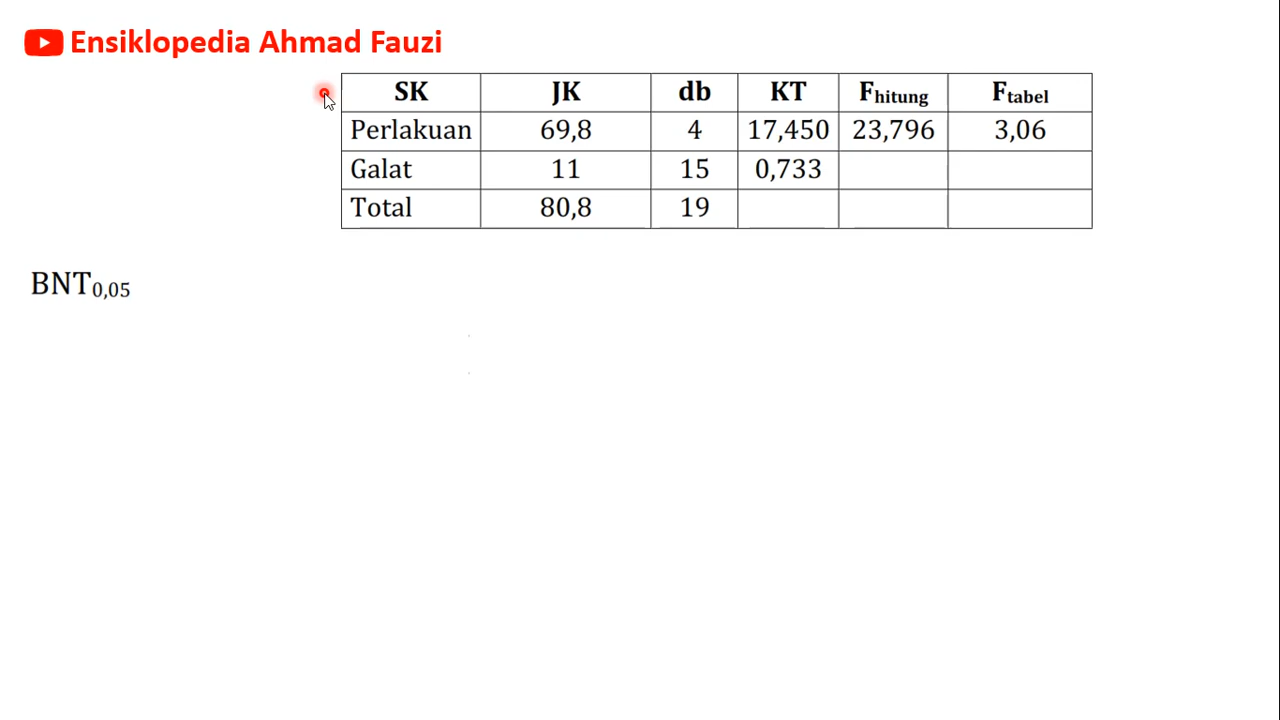 Ensiklopedia Ahmad Fauzi
SK JK db KT Fhitung Ftabel
Perlakuan 69,8 4 17,450 23,796 3,06
Galat 11 15 0,733
Total 80,8 19
BNT0,05